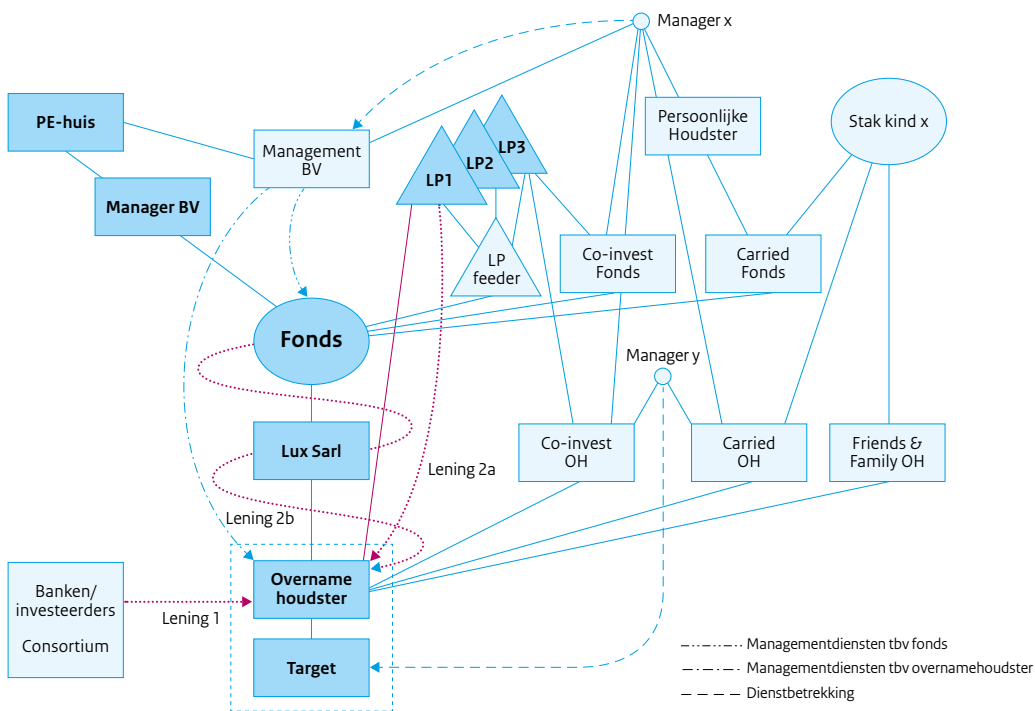 Manager x
PE-huis
Management
BV
LP1
LP2
LP3
Persoonlijke
Houdster
Stak kind x
Manager BV
LP
feeder
Co-invest
Fonds
Carried
Fonds
Fonds
Manager y
Lux Sarl
Lening 2a
Co-invest
OH
Carried
OH
Friends &
Family OH
Lening 2b
Banken/
investeerders
Consortium
Lening 1
Overname
houdster
Target
Managementdiensten tbv fonds
Managementdiensten tbv overnamehoudster
Dienstbetrekking